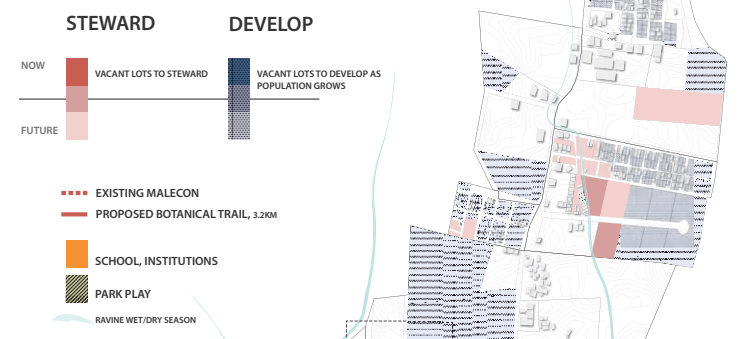 STEWARD
DEVELOP
NOW
VACANT LOTS TO STEWARD
VACANT LOTS TO DEVELOP AS
POPULATION GROWS
FUTURE
EXISTING MALECON
PROPOSED BOTANICAL TRAIL, 3.2KM
SCHOOL, INSTITUTIONS
PARK PLAY
RAVINE WET/DRY SEASON